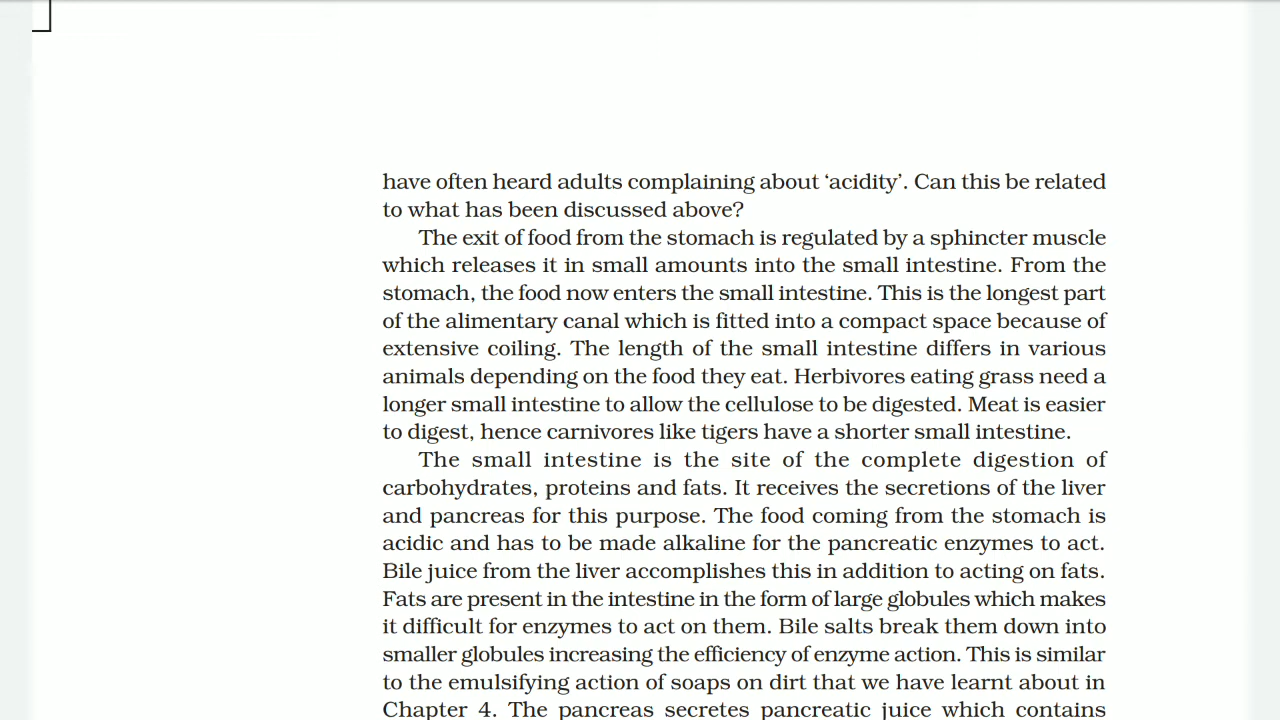 have often heard adults complaining about ‘acidity’. Can this be related
to what has been discussed above?
The exit of food from the stomach is regulated by a sphincter muscle
which releases it in small amounts into the small intestine. From the
stomach, the food now enters the small intestine. This is the longest part
of the alimentary canal which is fitted into a compact space because of
extensive coiling. The length of the small intestine differs in various
animals depending on the food they eat. Herbivores eating grass need a
longer small intestine to allow the cellulose to be digested. Meat is easier
to digest, hence carnivores like tigers have a shorter small intestine.
The small intestine is the site of the complete digestion of
carbohydrates, proteins and fats. It receives the secretions of the liver
and pancreas for this purpose. The food coming from the stomach is
acidic and has to be made alkaline for the pancreatic enzymes to act.
Bile juice from the liver accomplishes this in addition to acting on fats.
Fats are present in the intestine in the form of large globules which makes
it difficult for enzymes to act on them. Bile salts break them down into
smaller globules increasing the efficiency of enzyme action. This is similar
to the emulsifying action of soaps on dirt that we have learnt about in
Chapter 4. The pancreas secretes pancreatic juice which contains